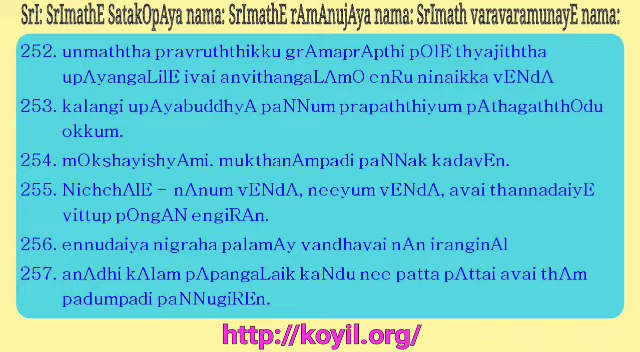 SrI: SrImathE SatakOpAya nama: SrImathE rAmAnujAya nama: SrImath varavaramunayE nama:
252. unmaththa pravruththikku grAmaprApthi pOlE thyajiththa
upAyangaLilE ivai anvithangaLAmO enRu ninaikka vENdA
253. kalangi upAyabuddhyA paNNum prapaththiyum pAthagaththOdu
okkum.
254. mOkshayishyAmi. mukthanAmpadi paNNak kadavEn.
255. NichchAlE – nAnum vENdA, neeyum vENdA, avai thannadaiyE
vittup pOngAN engiRAn.
256. ennudaiya nigraha palamAy vandhavai nAn iranginAl
257. anAdhi kAlam pApangaLaik kaNdu nee patta pAttai avai thAm
padumpadi paNNugiREn.
http://koyil.org/